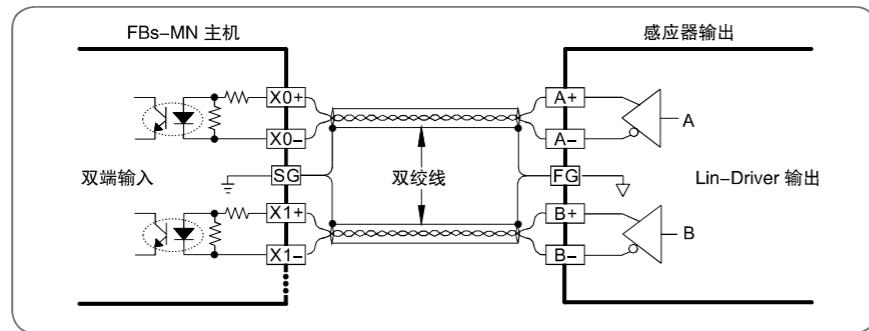 FBs-MN 主机
感应器输出
X0+
A+
A
X0-
A-
双端输入
SG
双绞线
FG
Lin-Driver 输出
X1+
B+
B
X1-
B-